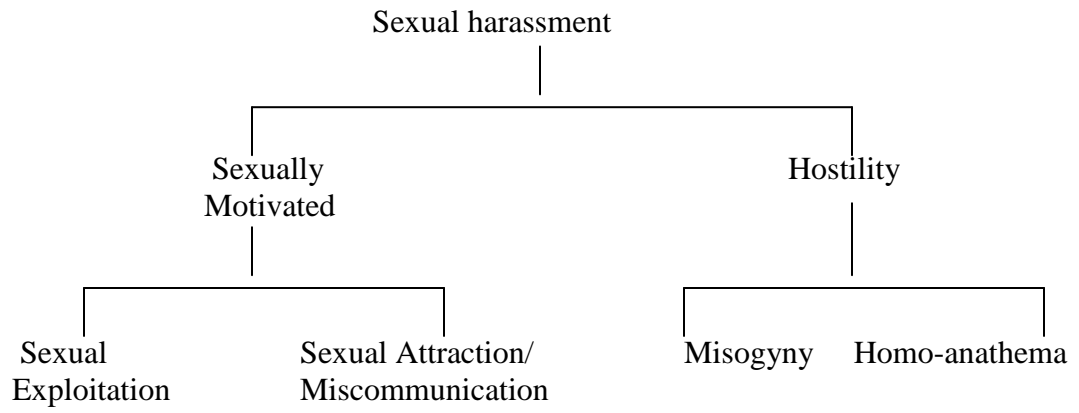 Sexual harassment
Sexually
Motivated
Hostility
Sexual
Exploitation
Sexual Attraction/
Miscommunication
Misogyny
Homo-anathema